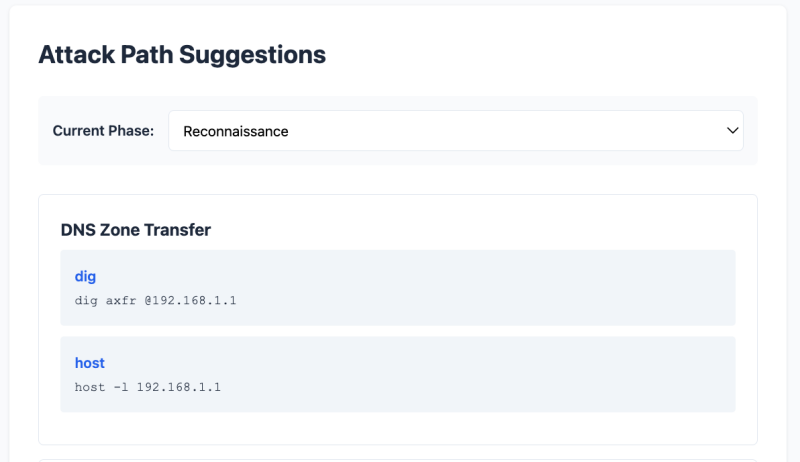 Attack Path Suggestions
Current Phase: Reconnaissance
DNS Zone Transfer
dig
dig axfr @192.168.1.1
host
host -l 192.168.1.1